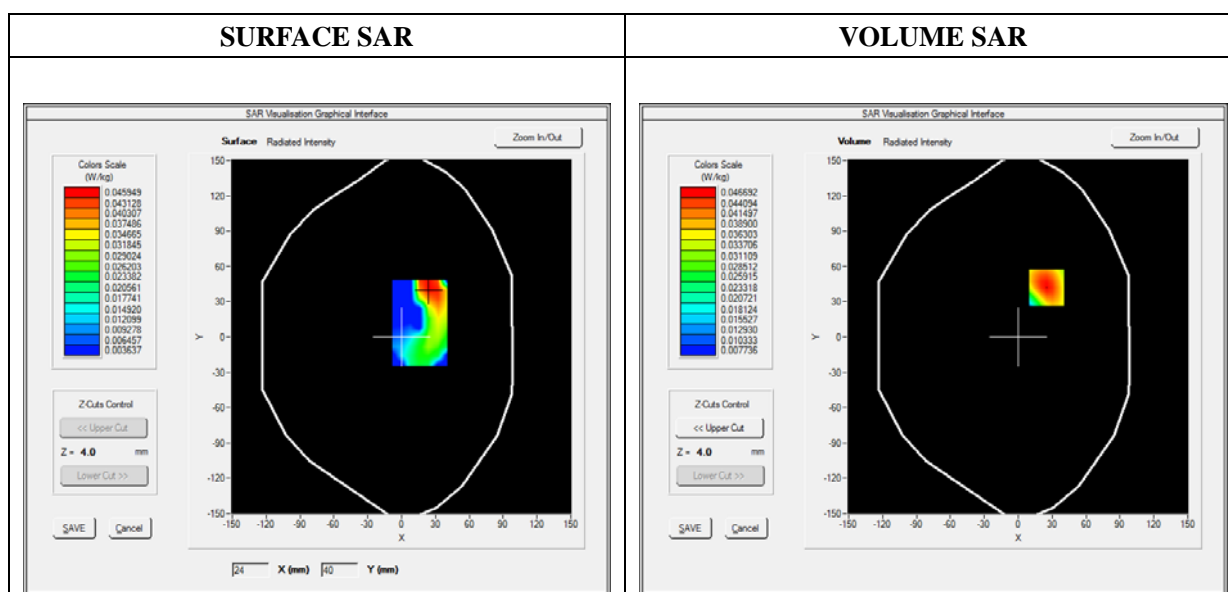 SURFACE SAR
VOLUME SAR
SAR Visualisation Graphical Interface
Surface Radiated Intensity
Zoom In/Out
Colors Scale
(W/kg)
0.045949
0.043128
0.040307
0.037486
0.034665
0.031845
0.029024
0.026203
0.023382
0.020561
0.017741
0.014920
0.012099
0.009278
0.006457
0.003637
150
120
90
60
30
0
-30
-60
-90
-120
-150
Y
-150 -120 -90 -60 -30 0 30 60 90 120 150
X
Z-Cuts Control
<< Upper Cut
Z = 4.0 mm
Lower Cut >>
SAVE Cancel
24 X (mm) 40 Y (mm)
SAR Visualisation Graphical Interface
Volume Radiated Intensity
Zoom In/Out
Colors Scale
(W/kg)
0.046692
0.044094
0.041497
0.038900
0.036303
0.033706
0.031109
0.028512
0.025915
0.023318
0.020721
0.018124
0.015527
0.012930
0.010333
0.007736
150
120
90
60
30
0
-30
-60
-90
-120
-150
Y
-150 -120 -90 -60 -30 0 30 60 90 120 150
X
Z-Cuts Control
<< Upper Cut
Z = 4.0 mm
Lower Cut >>
SAVE Cancel